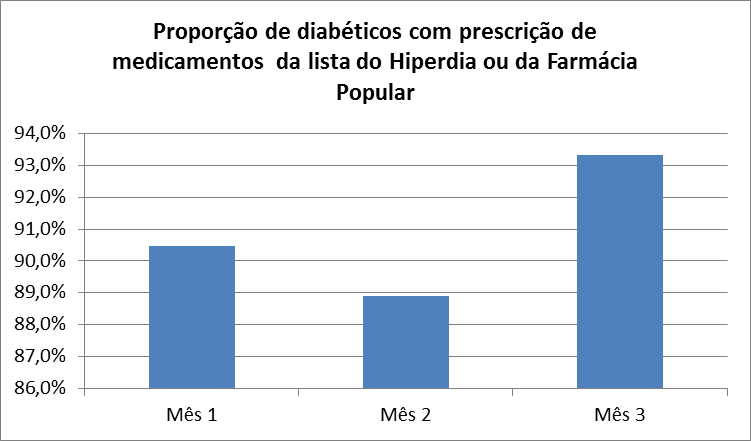 Proporção de diabéticos com prescrição de
medicamentos da lista do Hiperdia ou da Farmácia
Popular
94,0%
93,0%
92,0%
91,0%
90,0%
89,0%
88,0%
87,0%
86,0%
Mês 1
Mês 2
Mês 3